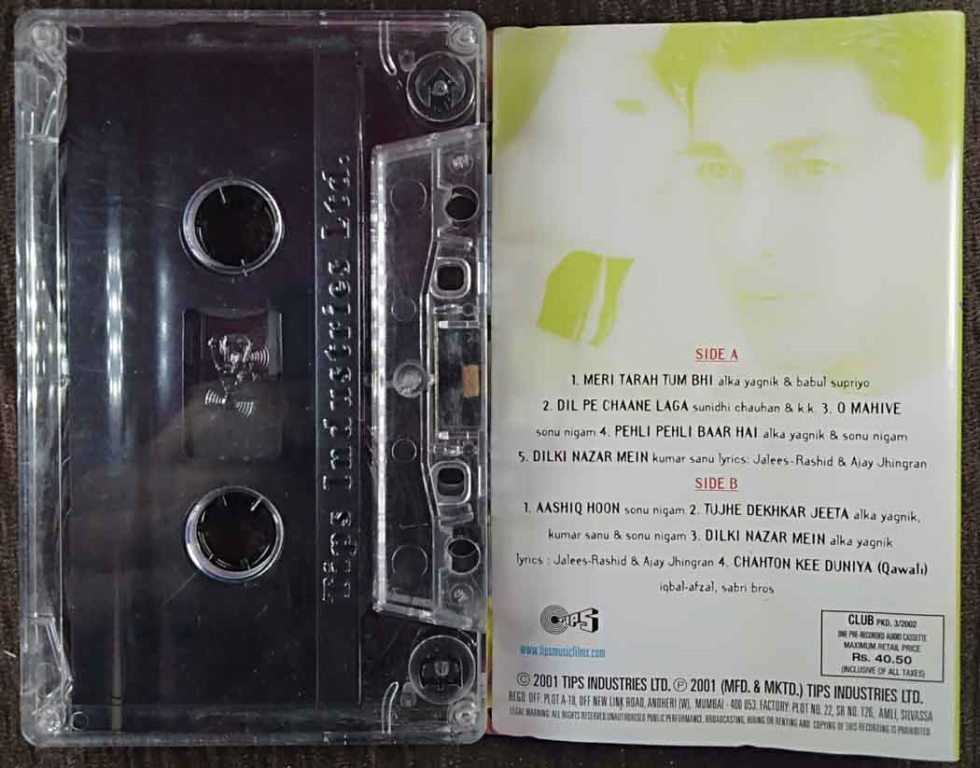 Tips Industries Ltd.
SIDE A
1. MERI TARAH TUM BHI alka yagnik & babul supriyo
2. DIL PE CHAANE LAGA sunidhi chauhan & k.k. 3. O MAHIVE
sonu nigam 4. PEHLI PEHLI BAAR HAI alka yagnik & sonu nigam
5. DILKI NAZAR MEIN kumar sanu lyrics: Jalees-Rashid & Ajay Jhingran
SIDE B
1. AASHIQ HOON sonu nigam 2. TUJHE DEKHKAR JEETA alka yagnik,
kumar sanu & sonu nigam 3. DILKI NAZAR MEIN alka yagnik
lyrics : Jalees-Rashid & Ajay Jhingran 4. CHAHTON KEE DUNIYA (Qawali)
iqbal-afzal, sabri bros
TIPS
www.tipsmusicfilms.com
CLUB PKD. 3/2002
ONE PRE-RECORDED AUDIO CASSETTE
MAXIMUM RETAIL PRICE
Rs. 40.50
(INCLUSIVE OF ALL TAXES)
© 2001 TIPS INDUSTRIES LTD. ℗ 2001 (MFD. & MKTD.) TIPS INDUSTRIES LTD.
REGD. OFF: PLOT A-18, OFF NEW LINK ROAD, ANDHERI (W), MUMBAI - 400 053. FACTORY: PLOT NO. 22, SR NO. 126, AMLI, SILVASSA
LEGAL WARNING: ALL RIGHTS RESERVED UNAUTHORISED PUBLIC PERFORMANCE, BROADCASTING, HIRING OR RENTING AND COPYING OF THIS RECORDING IS PROHIBITED